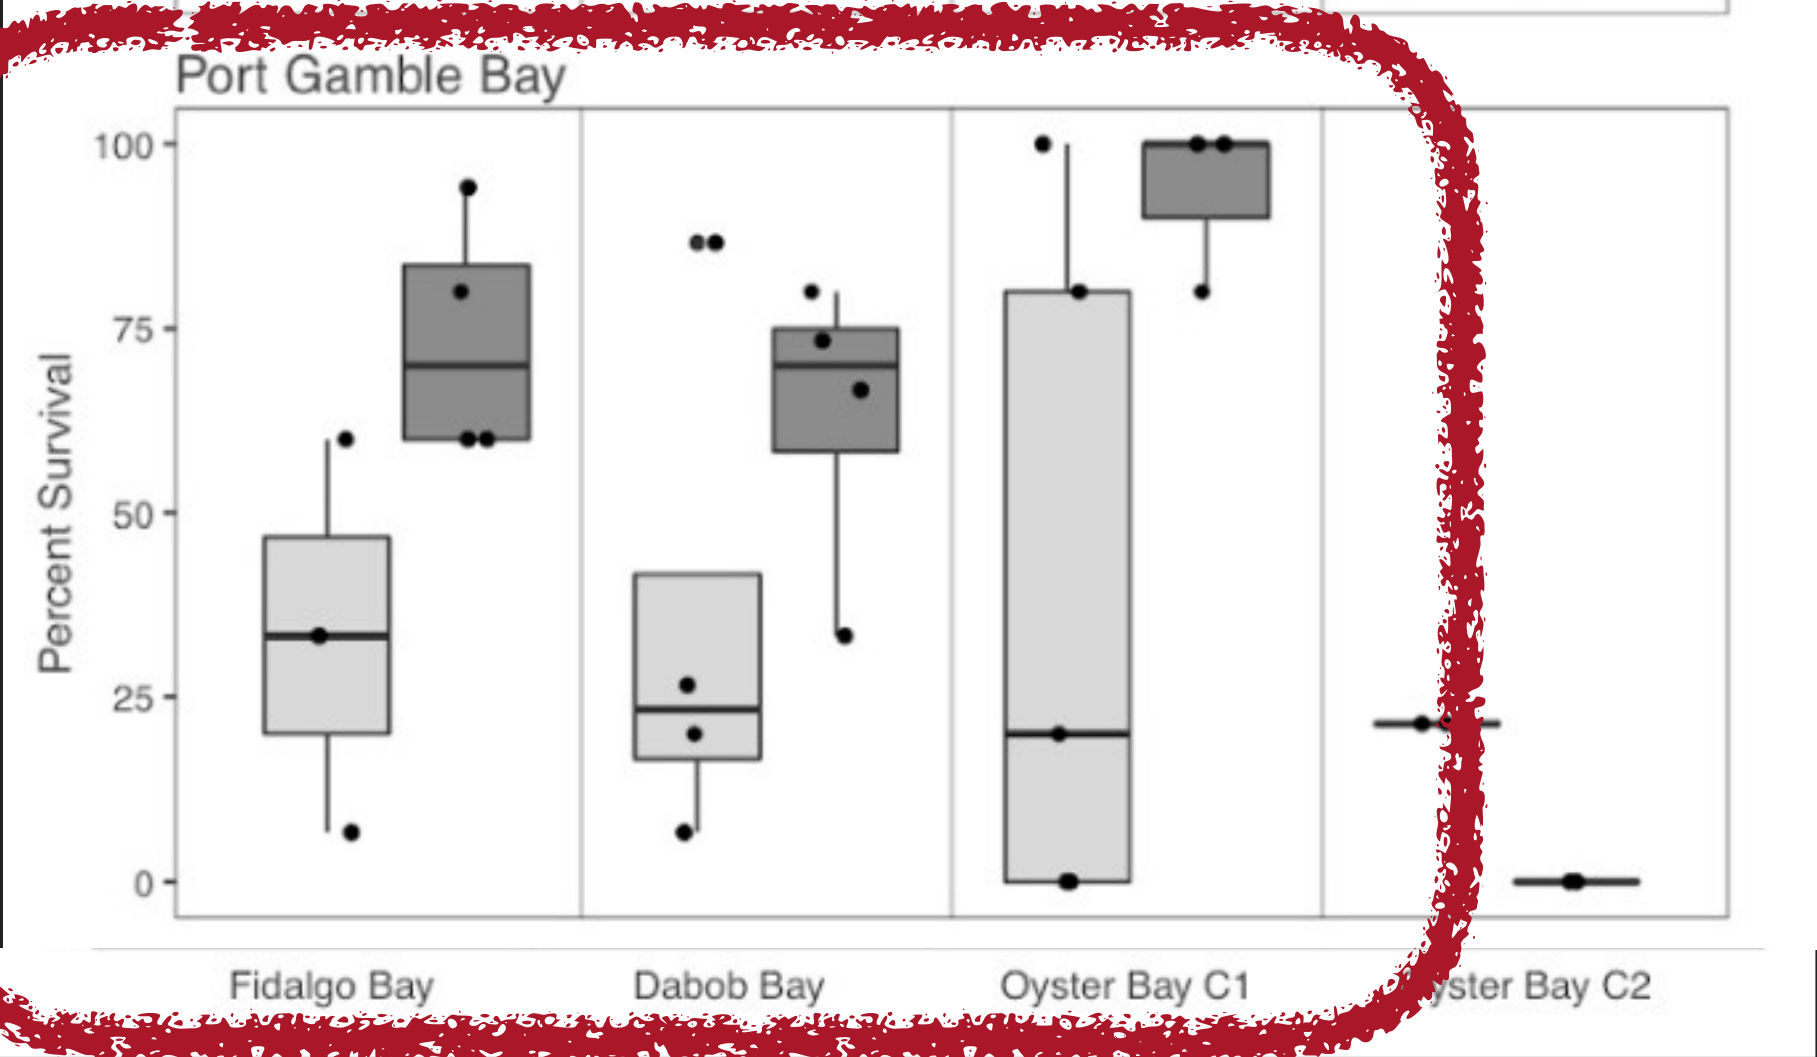 Port Gamble Bay
Percent Survival
100
75
50
25
0
Fidalgo Bay
Dabob Bay
Oyster Bay C1
yster Bay C2